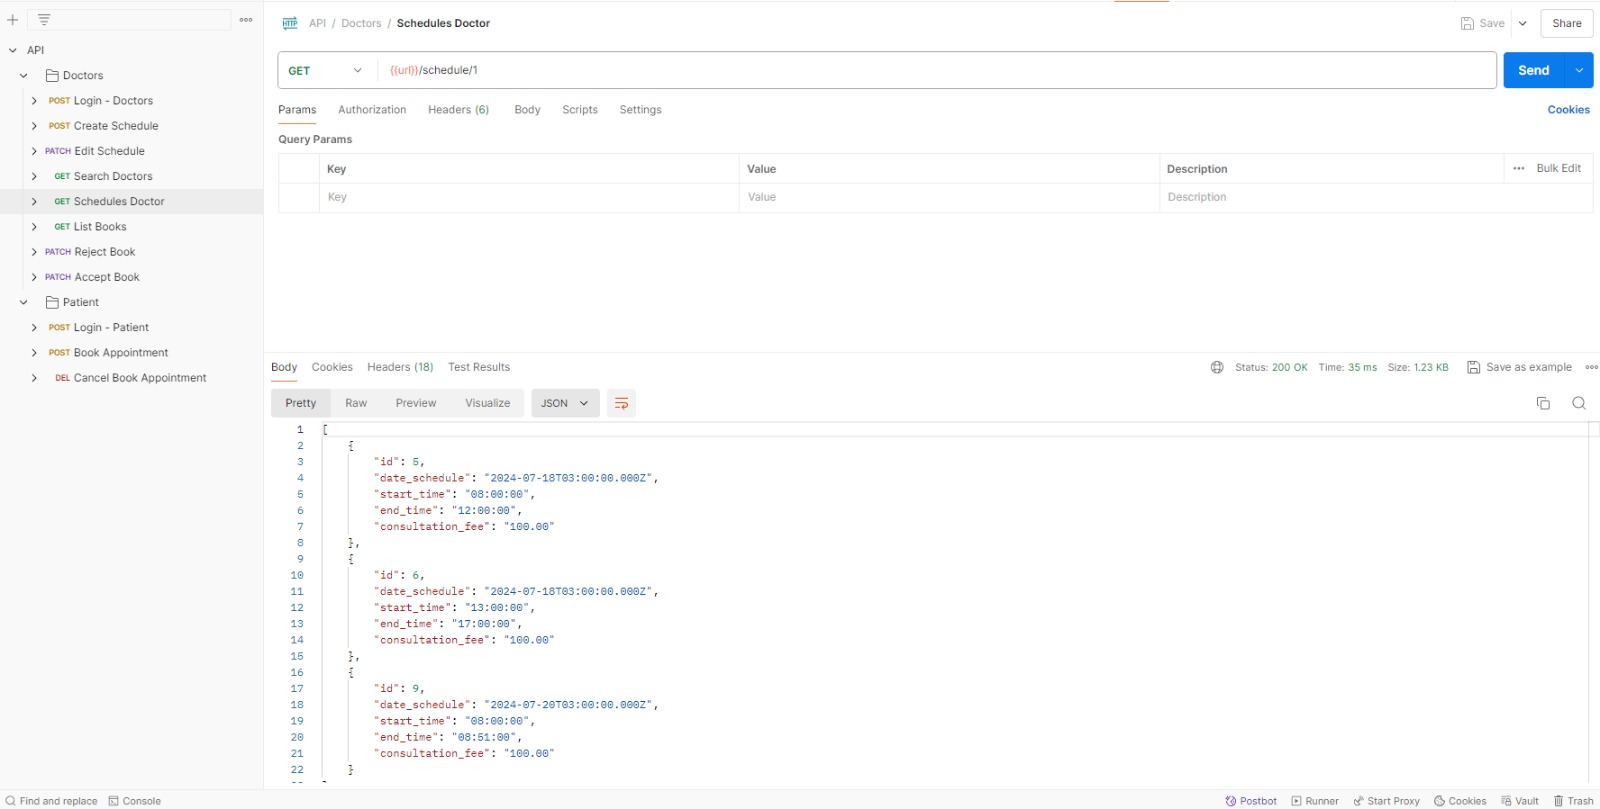 API / Doctors / Schedules Doctor
Save
Share
API
Doctors
POST Login - Doctors
POST Create Schedule
PATCH Edit Schedule
GET Search Doctors
GET Schedules Doctor
GET List Books
PATCH Reject Book
PATCH Accept Book
Patient
POST Login - Patient
POST Book Appointment
DEL Cancel Book Appointment
GET {{url}}/schedule/1 Send
Params Authorization Headers (6) Body Scripts Settings Cookies
Query Params
Key Value Description Bulk Edit
Key Value Description
Body Cookies Headers (18) Test Results Status: 200 OK Time: 35 ms Size: 1.23 KB Save as example
Pretty Raw Preview Visualize JSON
1 [
2 {
3 "id": 5,
4 "date_schedule": "2024-07-18T03:00:00.000Z",
5 "start_time": "08:00:00",
6 "end_time": "12:00:00",
7 "consultation_fee": "100.00"
8 },
9 {
10 "id": 6,
11 "date_schedule": "2024-07-18T03:00:00.000Z",
12 "start_time": "13:00:00",
13 "end_time": "17:00:00",
14 "consultation_fee": "100.00"
15 },
16 {
17 "id": 9,
18 "date_schedule": "2024-07-20T03:00:00.000Z",
19 "start_time": "08:00:00",
20 "end_time": "08:51:00",
21 "consultation_fee": "100.00"
22 }
Find and replace Console Postbot Runner Start Proxy Cookies Vault Trash